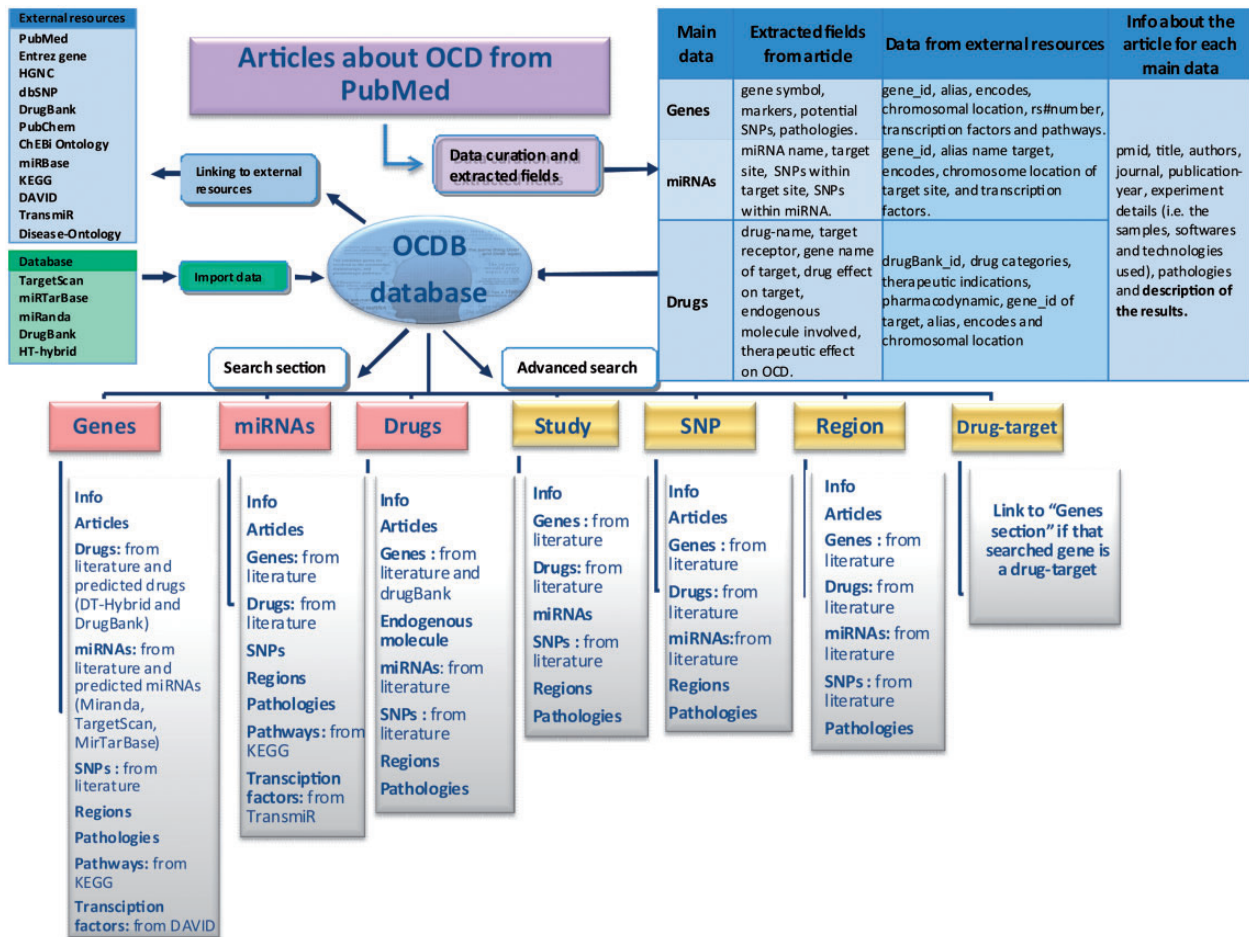 External resources
PubMed
Entrez gene
HGNC
dbSNP
DrugBank
PubChem
ChEBi Ontology
miRBase
KEGG
DAVID
TransmiR
Disease-Ontology
Database
TargetScan
miRTarBase
miRanda
DrugBank
HT-hybrid
Articles about OCD from
PubMed
Data curation and
extracted fields
Linking to external
resources
Import data
OCDB
database
Search section
Advanced search
Main
data
Extracted fields
from article
Data from external resources
Info about the
article for each
main data
Genes
gene symbol,
markers, potential
SNPs, pathologies.
gene_id, alias, encodes,
chromosomal location, rs#number,
transcription factors and pathways.
miRNAs
miRNA name, target
site, SNPs within
target site, SNPs
within miRNA.
gene_id, alias name target,
encodes, chromosome location of
target site, and transcription
factors.
Drugs
drug-name, target
receptor, gene name of
target, drug effect
on target,
endogenous
molecule involved,
therapeutic effect
on OCD.
drugBank_id, drug categories,
therapeutic indications,
pharmacodynamic, gene_id of
target, alias, encodes and
chromosomal location
pmid, title, authors,
journal, publication-
year, experiment
details (i.e. the
samples, softwares
and technologies
used), pathologies
and description of
the results.
Genes
Info
Articles
Drugs: from
literature and
predicted drugs
(DT-Hybrid and
DrugBank)
miRNAs: from
literature and
predicted miRNAs
(Miranda,
TargetScan,
MirTarBase)
SNPs : from
literature
Regions
Pathologies
Pathways: from
KEGG
Transciption
factors: from DAVID
miRNAs
Info
Articles
Genes: from
literature
Drugs: from
literature
SNPs
Regions
Pathologies
Pathways: from
KEGG
Transciption
factors: from
TransmiR
Drugs
Info
Articles
Genes : from
literature and
drugBank
Endogenous
molecule
miRNAs: from
literature
SNPs : from
literature
Regions
Pathologies
Study
Info
Genes : from
literature
Drugs: from
literature
miRNAs
SNPs : from
literature
Regions
Pathologies
SNP
Info
Articles
Genes : from
literature
Drugs: from
literature
miRNAs:from
literature
Regions
Pathologies
Region
Info
Articles
Genes : from
literature
Drugs: from
literature
miRNAs: from
literature
SNPs : from
literature
Pathologies
Drug-target
Link to “Genes
section” if that
searched gene is
a drug-target